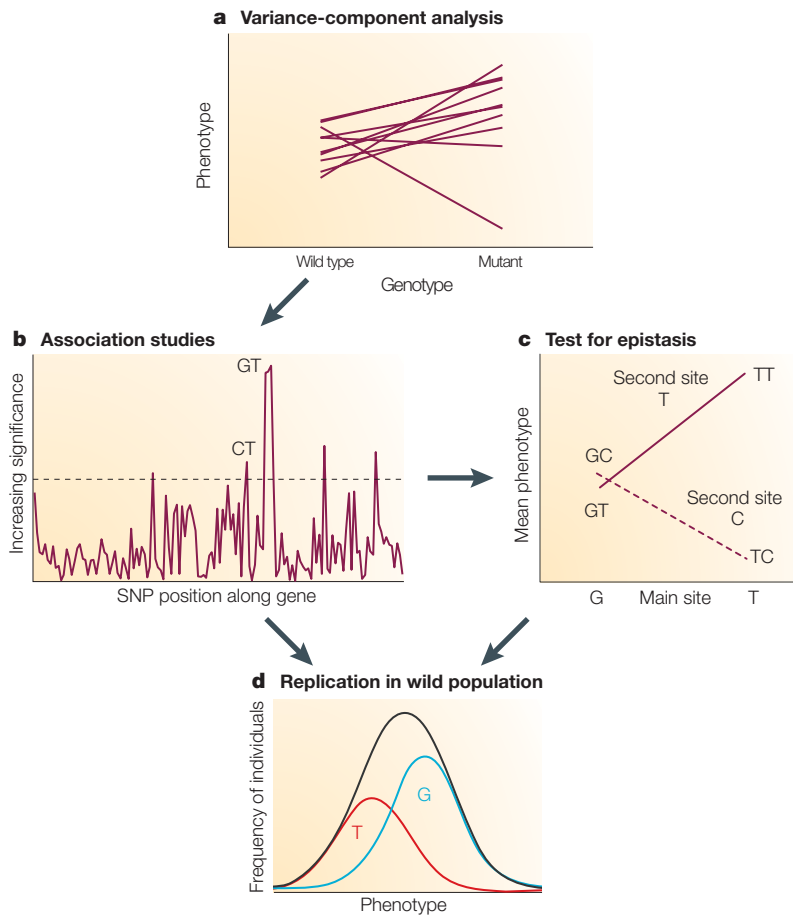 a Variance-component analysis
Phenotype
Wild type
Mutant
Genotype
b Association studies
Increasing significance
GT
CT
SNP position along gene
c Test for epistasis
Mean phenotype
Second site
T
TT
GC
GT
Second site
C
TC
G
Main site
T
d Replication in wild population
Frequency of individuals
G
T
Phenotype